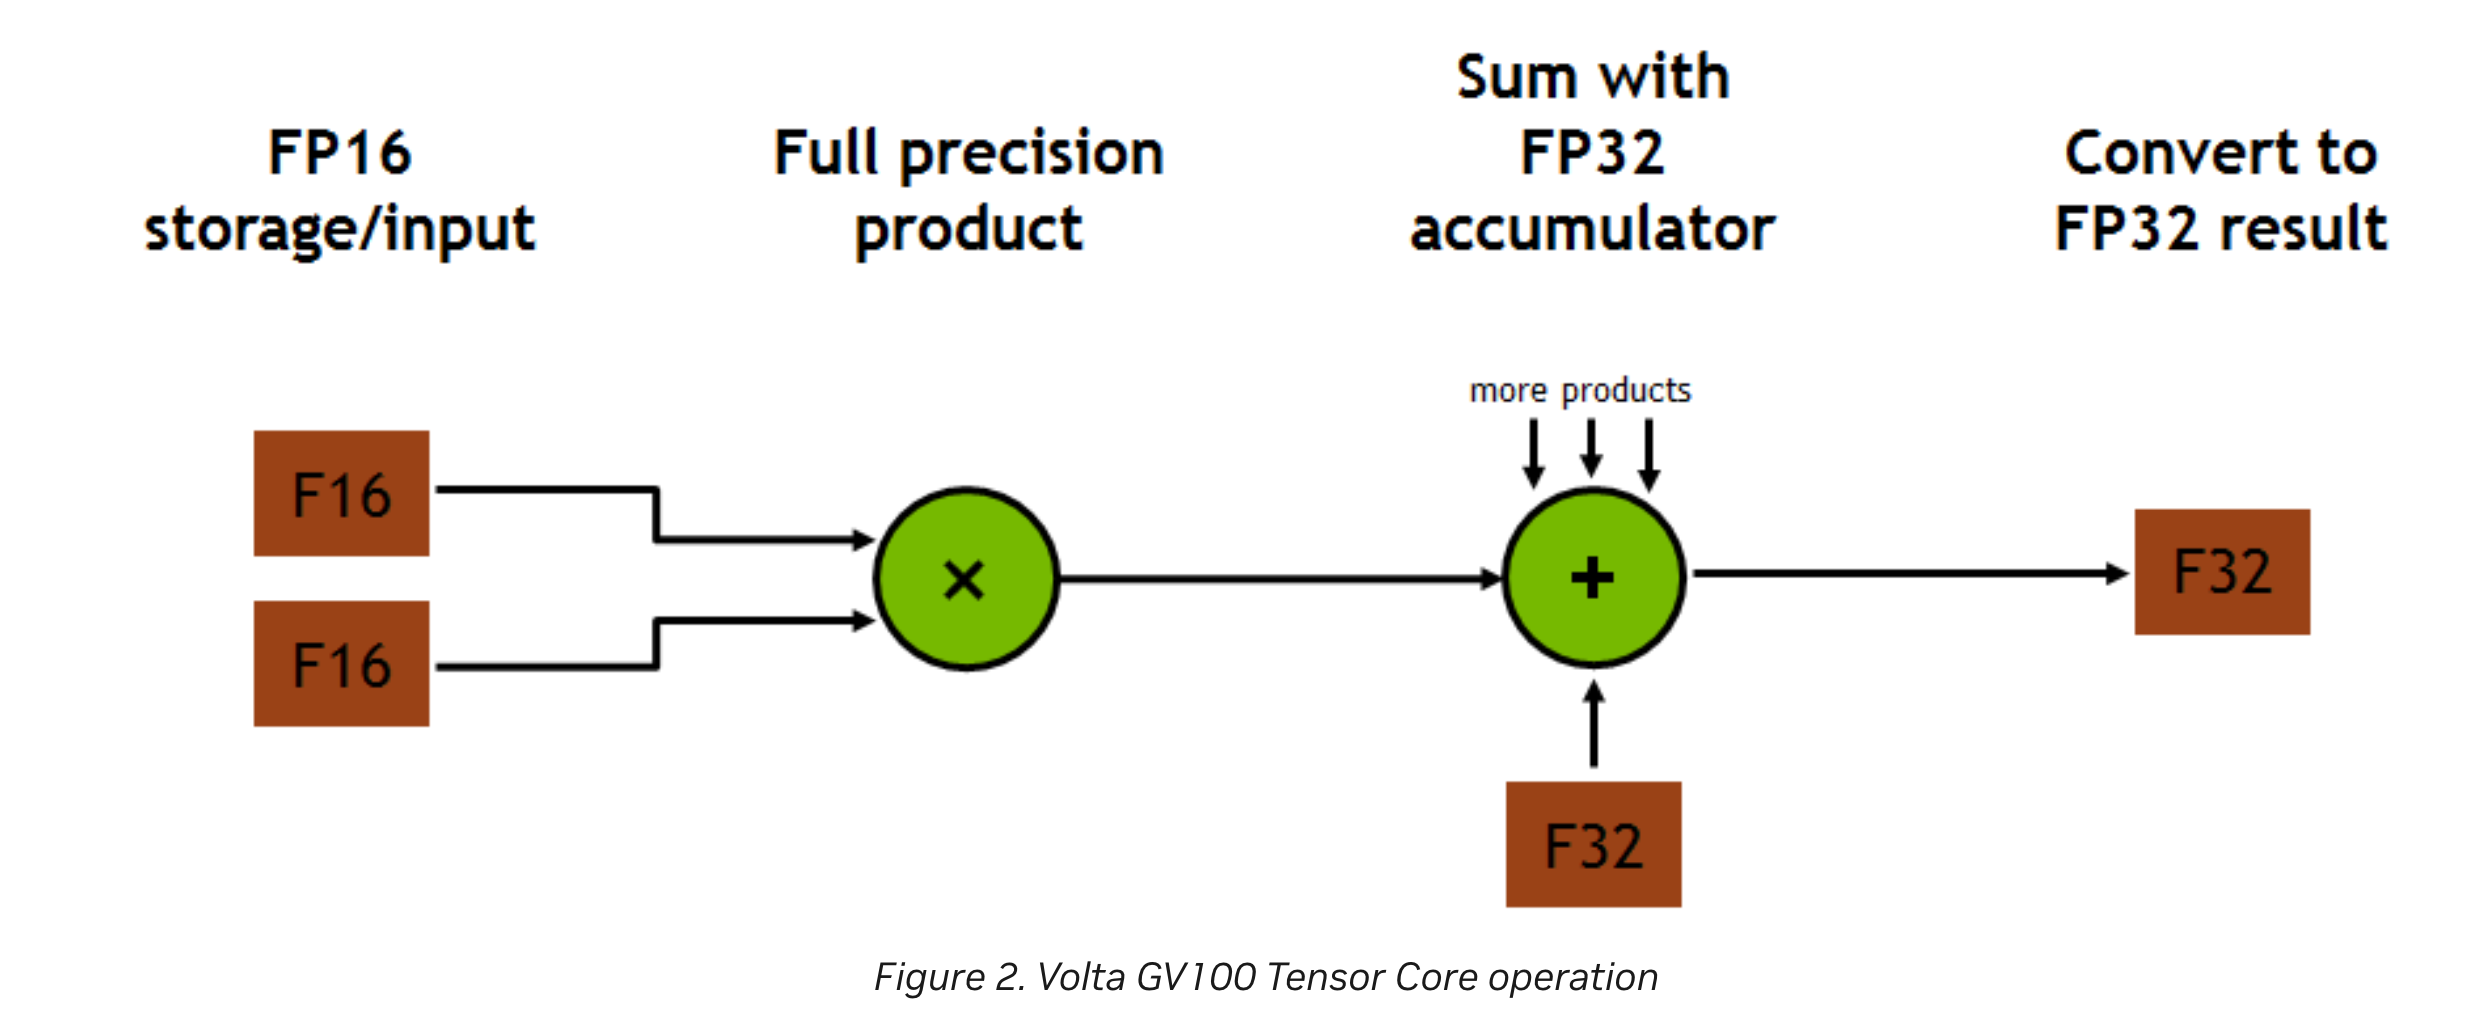 FP16
storage/input
Full precision
product
Sum with
FP32
accumulator
Convert to
FP32 result
more products
F16
F16
×
+
F32
F32
Figure 2. Volta GV100 Tensor Core operation